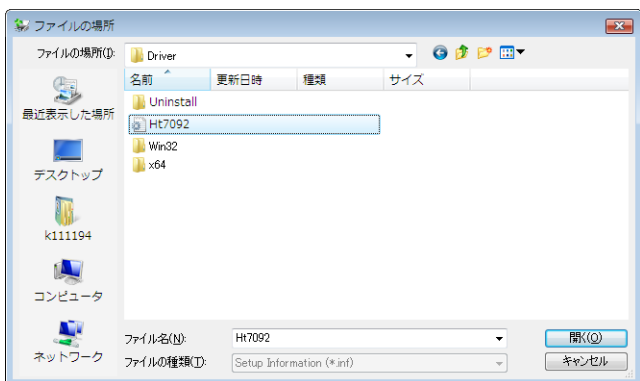 ファイルの場所
ファイルの場所(I):
Driver
名前 更新日時 種類 サイズ
Uninstall
Ht7092
Win32
x64
最近表示した場所
デスクトップ
k111194
コンピュータ
ネットワーク
ファイル名(N): Ht7092 開く(O)
ファイルの種類(T): Setup Information (*.inf) キャンセル